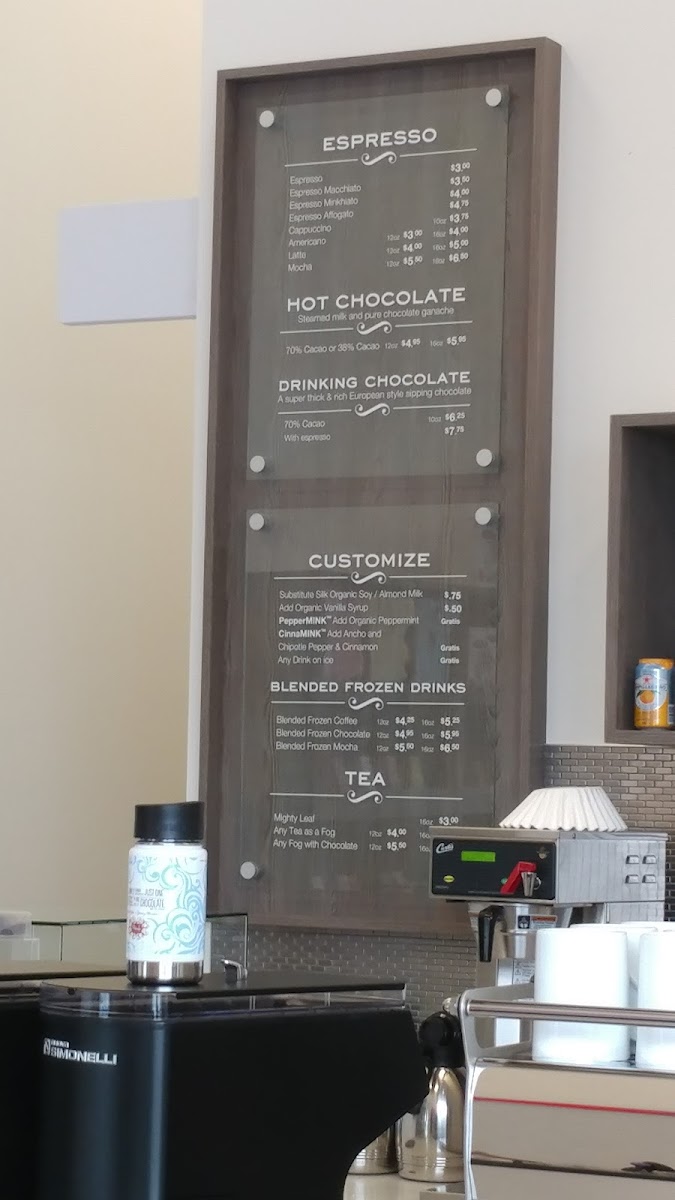 ESPRESSO
Espresso $3.00
Espresso Macchiato $3.50
Espresso Minkhiato $4.00
Espresso Affogato $4.75
Cappuccino 10oz $3.75
Americano 12oz $3.00 16oz $4.00
Latte 12oz $4.00 16oz $5.00
Mocha 12oz $5.50 16oz $6.50
HOT CHOCOLATE
Steamed milk and pure chocolate ganache
70% Cacao or 38% Cacao 12oz $4.95 16oz $5.95
DRINKING CHOCOLATE
A super thick & rich European style sipping chocolate
70% Cacao 10oz $6.25
With espresso $7.75
CUSTOMIZE
Substitute Silk Organic Soy / Almond Milk $.75
Add Organic Vanilla Syrup $.50
PepperMINK™ Add Organic Peppermint Gratis
CinnaMINK™ Add Ancho and
Chipotle Pepper & Cinnamon Gratis
Any Drink on ice Gratis
BLENDED FROZEN DRINKS
Blended Frozen Coffee 12oz $4.25 16oz $5.25
Blended Frozen Chocolate 12oz $4.95 16oz $5.95
Blended Frozen Mocha 12oz $5.50 16oz $6.50
TEA
Mighty Leaf 16oz $3.00
Any Tea as a Fog 12oz $4.00 16o
Any Fog with Chocolate 12oz $5.50 16o
Curtis
JUST ONE
CHOCOLATE
SIMONELLI